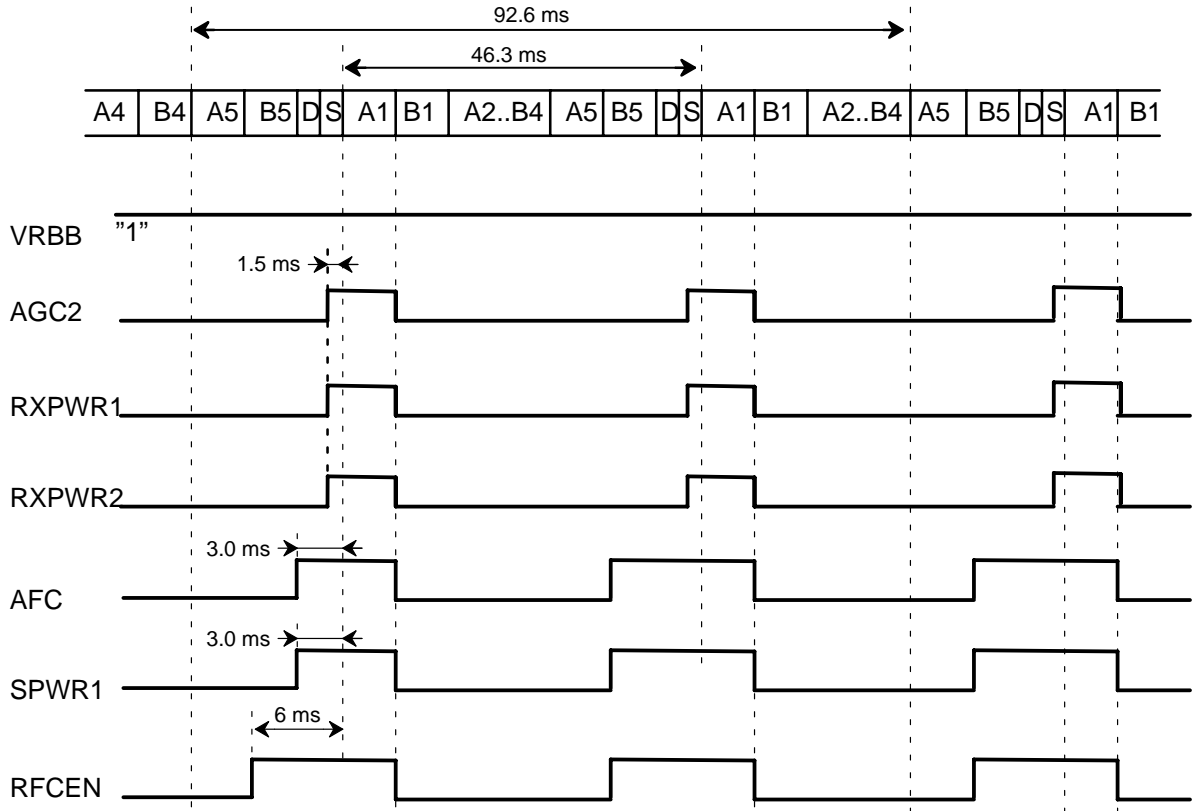 92.6 ms
46.3 ms
A4 B4 A5 B5 D S A1 B1 A2..B4 A5 B5 D S A1 B1 A2..B4 A5 B5 D S A1 B1
VRBB ”1”
1.5 ms
AGC2
RXPWR1
RXPWR2
3.0 ms
AFC
3.0 ms
SPWR1
6 ms
RFCEN